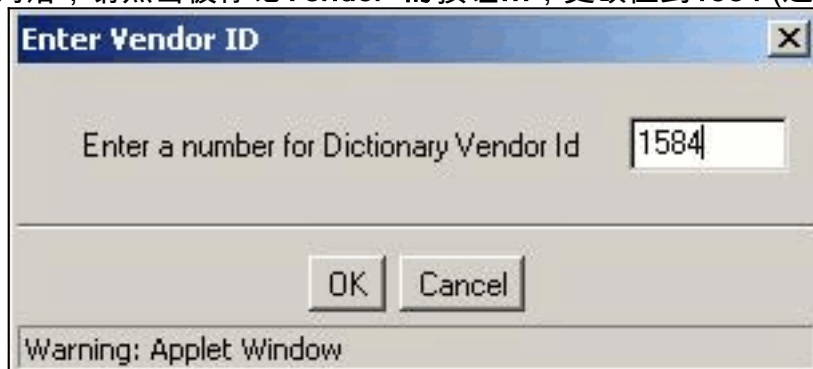 Enter Vendor ID
Enter a number for Dictionary Vendor Id 1584
OK Cancel
Warning: Applet Window